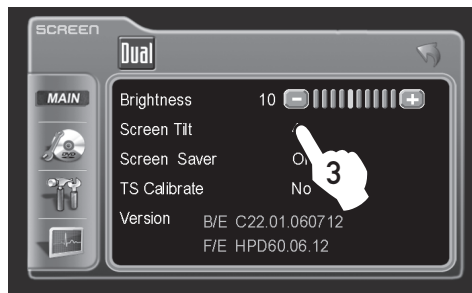 SCREEN
Dual
MAIN
Brightness 10
Screen Tilt
Screen Saver
TS Calibrate No
Version B/E C22.01.060712
F/E HPD60.06.12
3
DVD